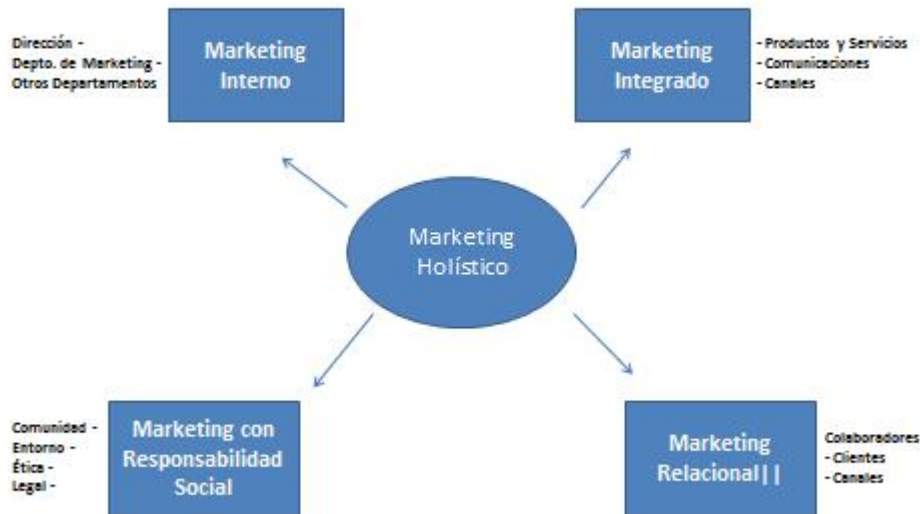 Dirección -
Depto. de Marketing -
Otros Departamentos
Marketing
Interno
Marketing
Integrado
- Productos y Servicios
- Comunicaciones
- Canales
Marketing
Holístico
Comunidad -
Entorno -
Ética -
Legal -
Marketing con
Responsabilidad
Social
Marketing
Relacional||
Colaboradores
- Clientes
- Canales